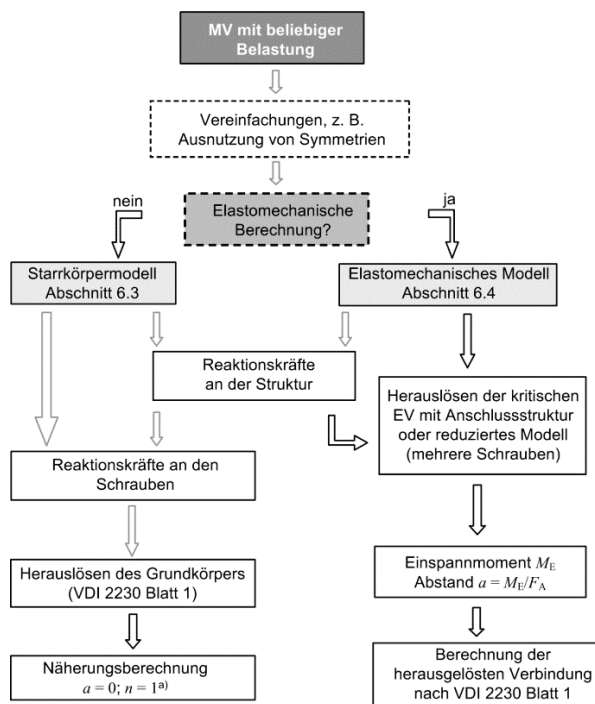 MV mit beliebiger
Belastung
Vereinfachungen, z. B.
Ausnutzung von Symmetrien
nein
ja
Elastomechanische
Berechnung?
Starrkörpermodell
Abschnitt 6.3
Elastomechanisches Modell
Abschnitt 6.4
Reaktionskräfte
an der Struktur
Herauslösen der kritischen
EV mit Anschlussstruktur
oder reduziertes Modell
(mehrere Schrauben)
Reaktionskräfte an den
Schrauben
Herauslösen des Grundkörpers
(VDI 2230 Blatt 1)
Einspannmoment M_E
Abstand a = M_E/F_A
Näherungsberechnung
a = 0; n = 1ᵃ⁾
Berechnung der
herausgelösten Verbindung
nach VDI 2230 Blatt 1